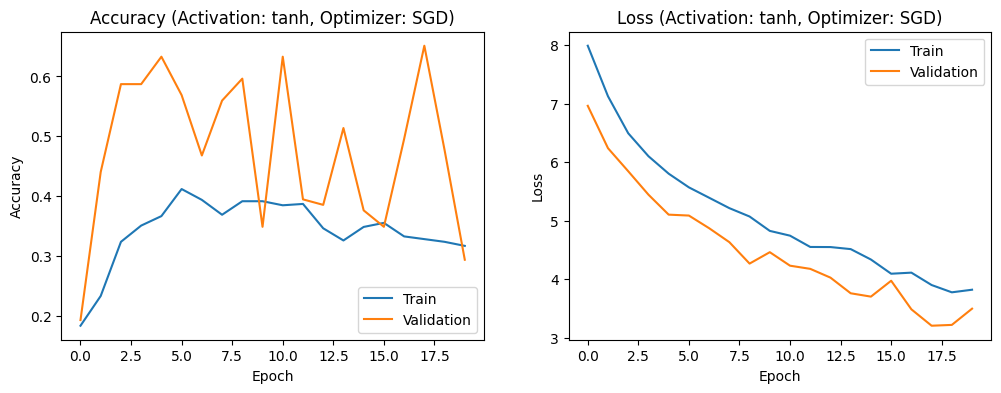 Accuracy (Activation: tanh, Optimizer: SGD)
Accuracy
0.6
0.5
0.4
0.3
0.2
0.0 2.5 5.0 7.5 10.0 12.5 15.0 17.5
Epoch
Train
Validation
Loss (Activation: tanh, Optimizer: SGD)
Loss
8
7
6
5
4
3
0.0 2.5 5.0 7.5 10.0 12.5 15.0 17.5
Epoch
Train
Validation